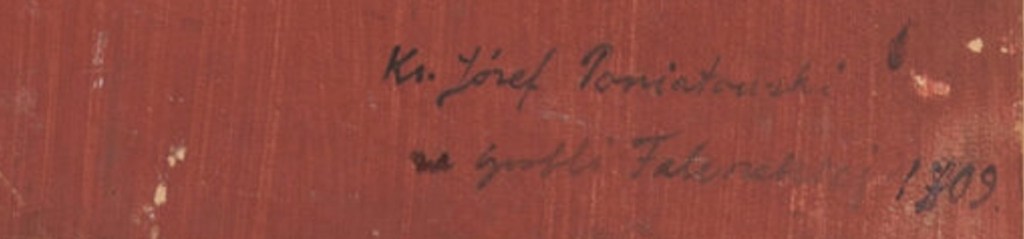 Ks. Józef Poniatowski
na grobli Falenckiej 1809.